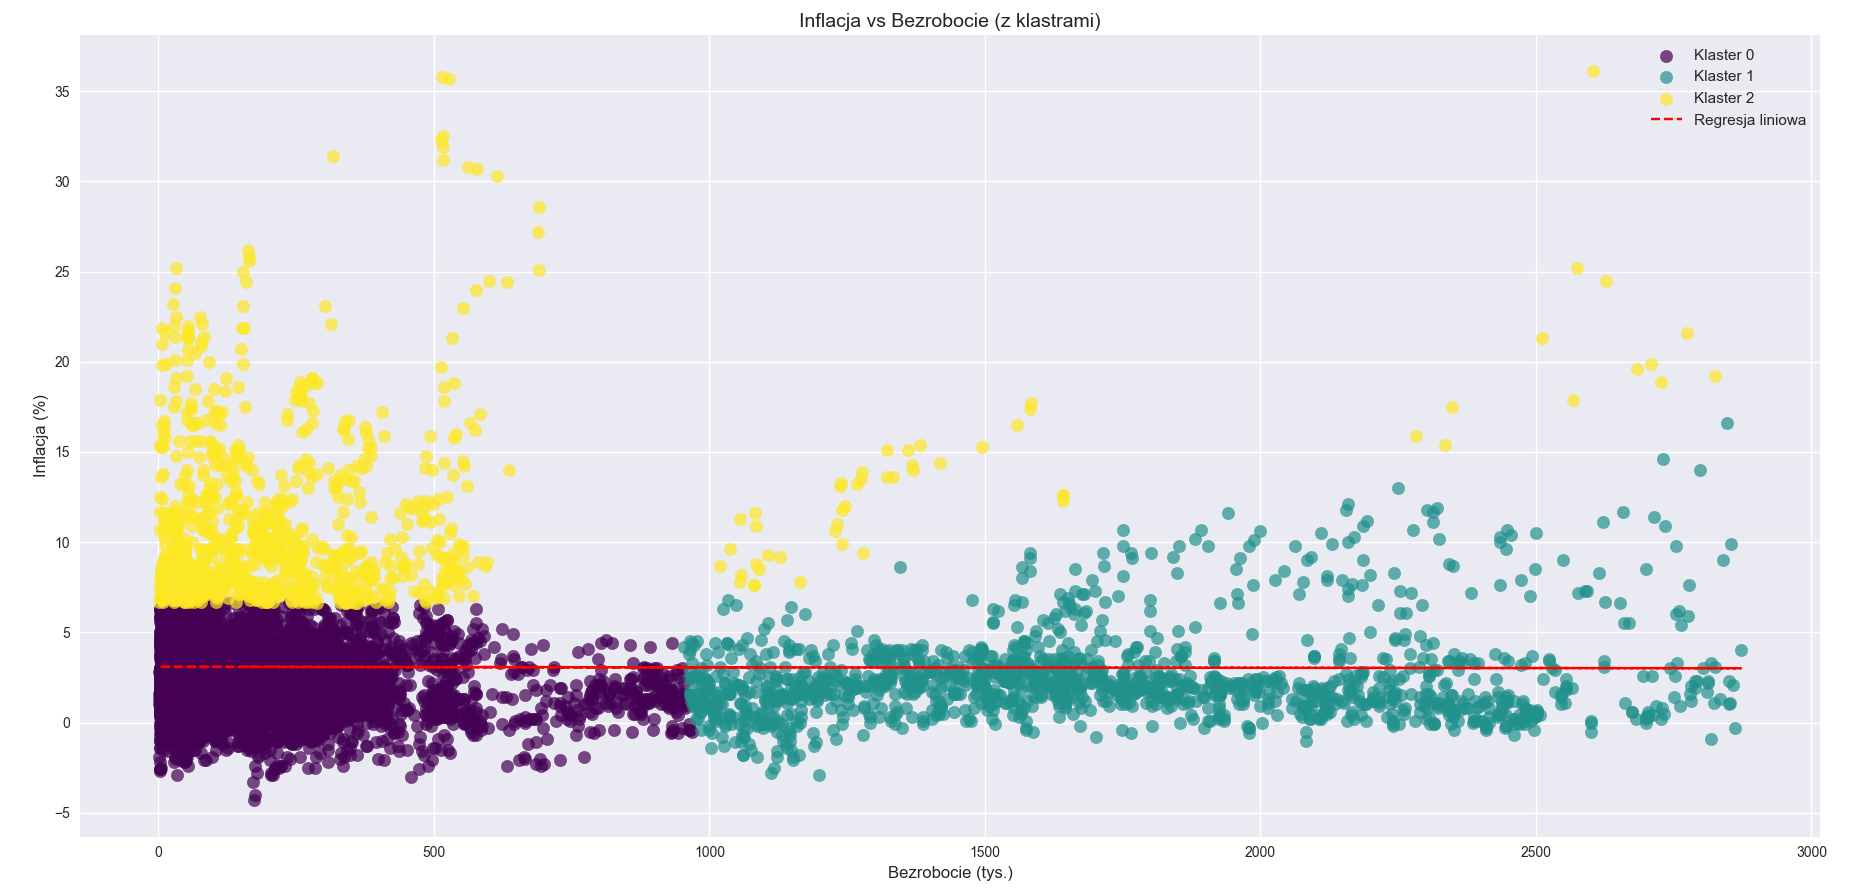 Inflacja vs Bezrobocie (z klastrami)
Klaster 0
Klaster 1
Klaster 2
Regresja liniowa
Inflacja (%)
35
30
25
20
15
10
5
0
−5
0
500
1000
1500
2000
2500
3000
Bezrobocie (tys.)